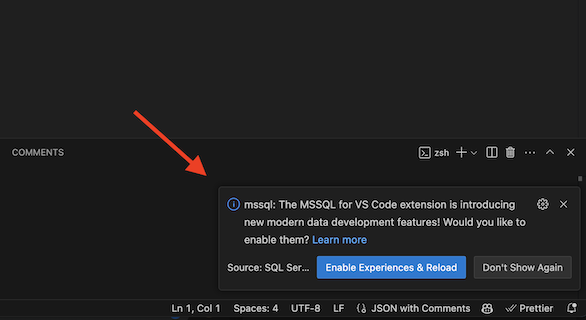 COMMENTS
zsh
mssql: The MSSQL for VS Code extension is introducing
new modern data development features! Would you like to
enable them? Learn more
Source: SQL Ser...
Enable Experiences & Reload
Don't Show Again
Ln 1, Col 1
Spaces: 4
UTF-8
LF
JSON with Comments
Prettier